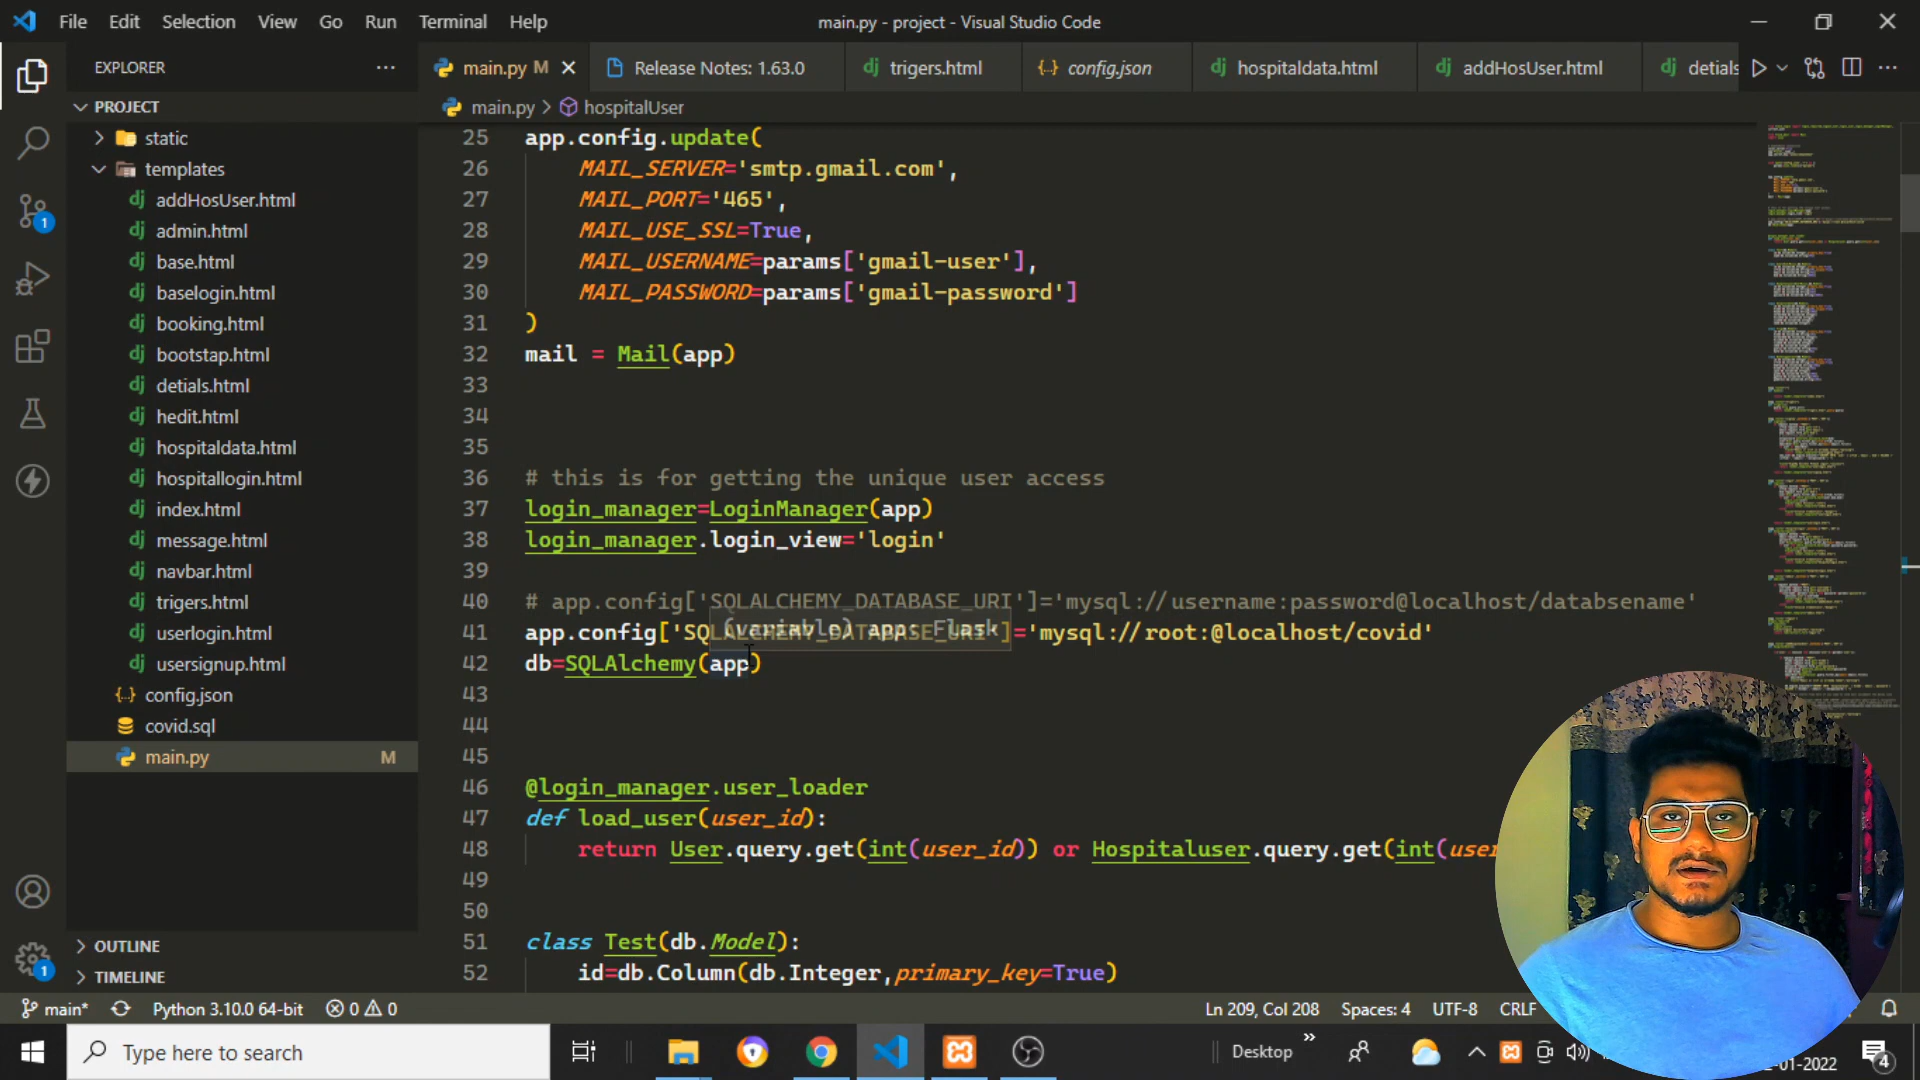 File Edit Selection View Go Run Terminal Help
main.py - project - Visual Studio Code
EXPLORER
main.py M
Release Notes: 1.63.0
trigers.html
config.json
hospitaldata.html
addHosUser.html
detials
PROJECT
static
templates
addHosUser.html
admin.html
base.html
baselogin.html
booking.html
bootstap.html
detials.html
hedit.html
hospitaldata.html
hospitallogin.html
index.html
message.html
navbar.html
trigers.html
userlogin.html
usersignup.html
config.json
covid.sql
main.py M
OUTLINE
TIMELINE
main.py > hospitalUser
25 app.config.update(
26 MAIL_SERVER='smtp.gmail.com',
27 MAIL_PORT='465',
28 MAIL_USE_SSL=True,
29 MAIL_USERNAME=params['gmail-user'],
30 MAIL_PASSWORD=params['gmail-password']
31 )
32 mail = Mail(app)
33
34
35
36 # this is for getting the unique user access
37 login_manager=LoginManager(app)
38 login_manager.login_view='login'
39
40 # app.config['SQLALCHEMY_DATABASE_URI']='mysql://username:password@localhost/databsename'
41 app.config['SQLALCHEMY_DATABASE_URI']='mysql://root:@localhost/covid'
(variable) app: Flask
42 db=SQLAlchemy(app)
43
44
45
46 @login_manager.user_loader
47 def load_user(user_id):
48 return User.query.get(int(user_id)) or Hospitaluser.query.get(int(user
49
50
51 class Test(db.Model):
52 id=db.Column(db.Integer,primary_key=True)
main* Python 3.10.0 64-bit 0 0 Ln 209, Col 208 Spaces: 4 UTF-8 CRLF
Type here to search
Desktop
-01-2022
4